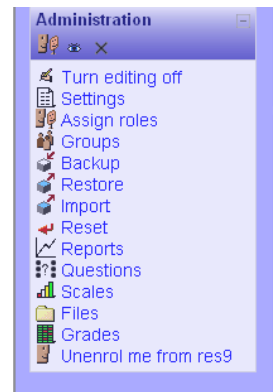 Administration
Turn editing off
Settings
Assign roles
Groups
Backup
Restore
Import
Reset
Reports
Questions
Scales
Files
Grades
Unenrol me from res9